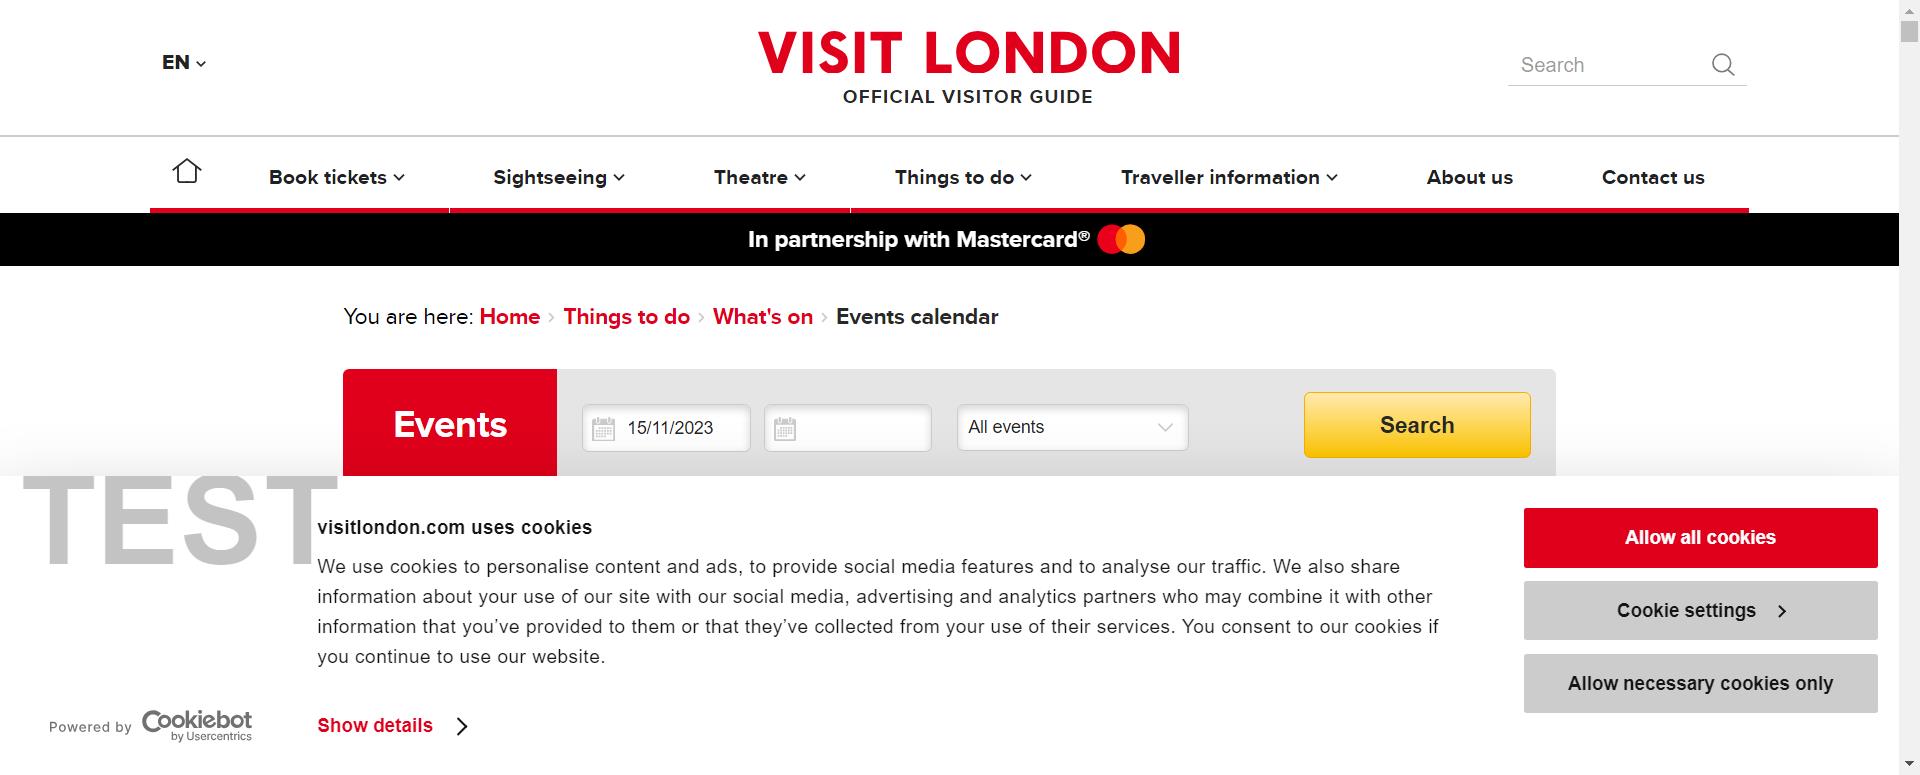 EN
VISIT LONDON
OFFICIAL VISITOR GUIDE
Search
Book tickets
Sightseeing
Theatre
Things to do
Traveller information
About us
Contact us
In partnership with Mastercard®
You are here: Home › Things to do › What's on › Events calendar
Events
15/11/2023
All events
Search
TEST
visitlondon.com uses cookies
We use cookies to personalise content and ads, to provide social media features and to analyse our traffic. We also share
information about your use of our site with our social media, advertising and analytics partners who may combine it with other
information that you’ve provided to them or that they’ve collected from your use of their services. You consent to our cookies if
you continue to use our website.
Show details
Allow all cookies
Cookie settings
Allow necessary cookies only
Powered by Cookiebot
by Usercentrics